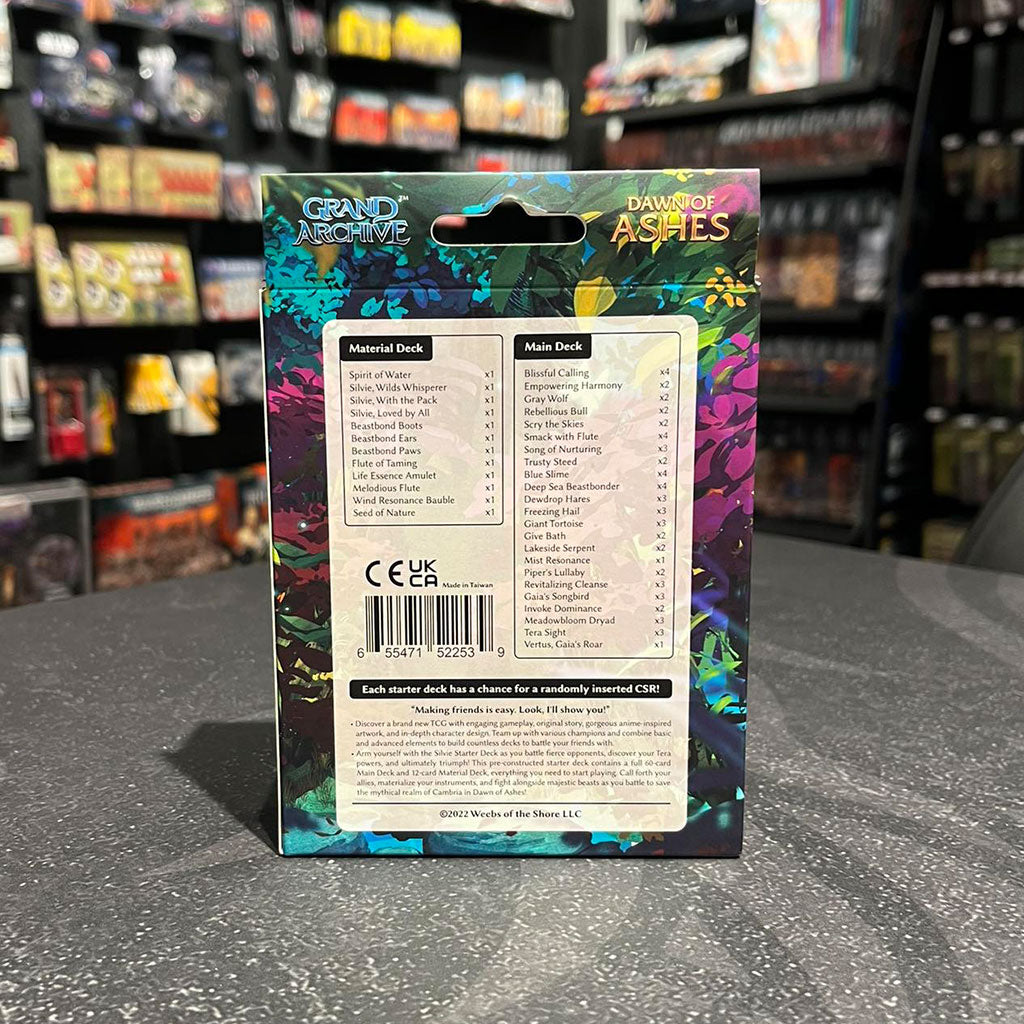 GRAND
ARCHIVE™
DAWN OF
ASHES
Material Deck
Spirit of Water x1
Silvie, Wilds Whisperer x1
Silvie, With the Pack x1
Silvie, Loved by All x1
Beastbond Boots x1
Beastbond Ears x1
Beastbond Paws x1
Flute of Taming x1
Life Essence Amulet x1
Melodious Flute x1
Wind Resonance Bauble x1
Seed of Nature x1
Main Deck
Blissful Calling x4
Empowering Harmony x2
Gray Wolf x2
Rebellious Bull x2
Scry the Skies x2
Smack with Flute x4
Song of Nurturing x3
Trusty Steed x2
Blue Slime x4
Deep Sea Beastbonder x4
Dewdrop Hares x3
Freezing Hail x3
Giant Tortoise x3
Give Bath x2
Lakeside Serpent x2
Mist Resonance x1
Piper's Lullaby x2
Revitalizing Cleanse x3
Gaia's Songbird x3
Invoke Dominance x2
Meadowbloom Dryad x3
Tera Sight x3
Vertus, Gaia's Roar x1
CE UK
CA Made in Taiwan
6 55471 52253 9
Each starter deck has a chance for a randomly inserted CSR!
"Making friends is easy. Look, I'll show you!"
• Discover a brand new TCG with engaging gameplay, original story, gorgeous anime-inspired
artwork, and in-depth character design. Team up with various champions and combine basic
and advanced elements to build countless decks to battle your friends with.
• Arm yourself with the Silvie Starter Deck as you battle fierce opponents, discover your Tera
powers, and ultimately triumph! This pre-constructed starter deck contains a full 60-card
Main Deck and 12-card Material Deck, everything you need to start playing. Call forth your
allies, materialize your instruments, and fight alongside majestic beasts as you battle to save
the mythical realm of Cambria in Dawn of Ashes!
©2022 Weebs of the Shore LLC